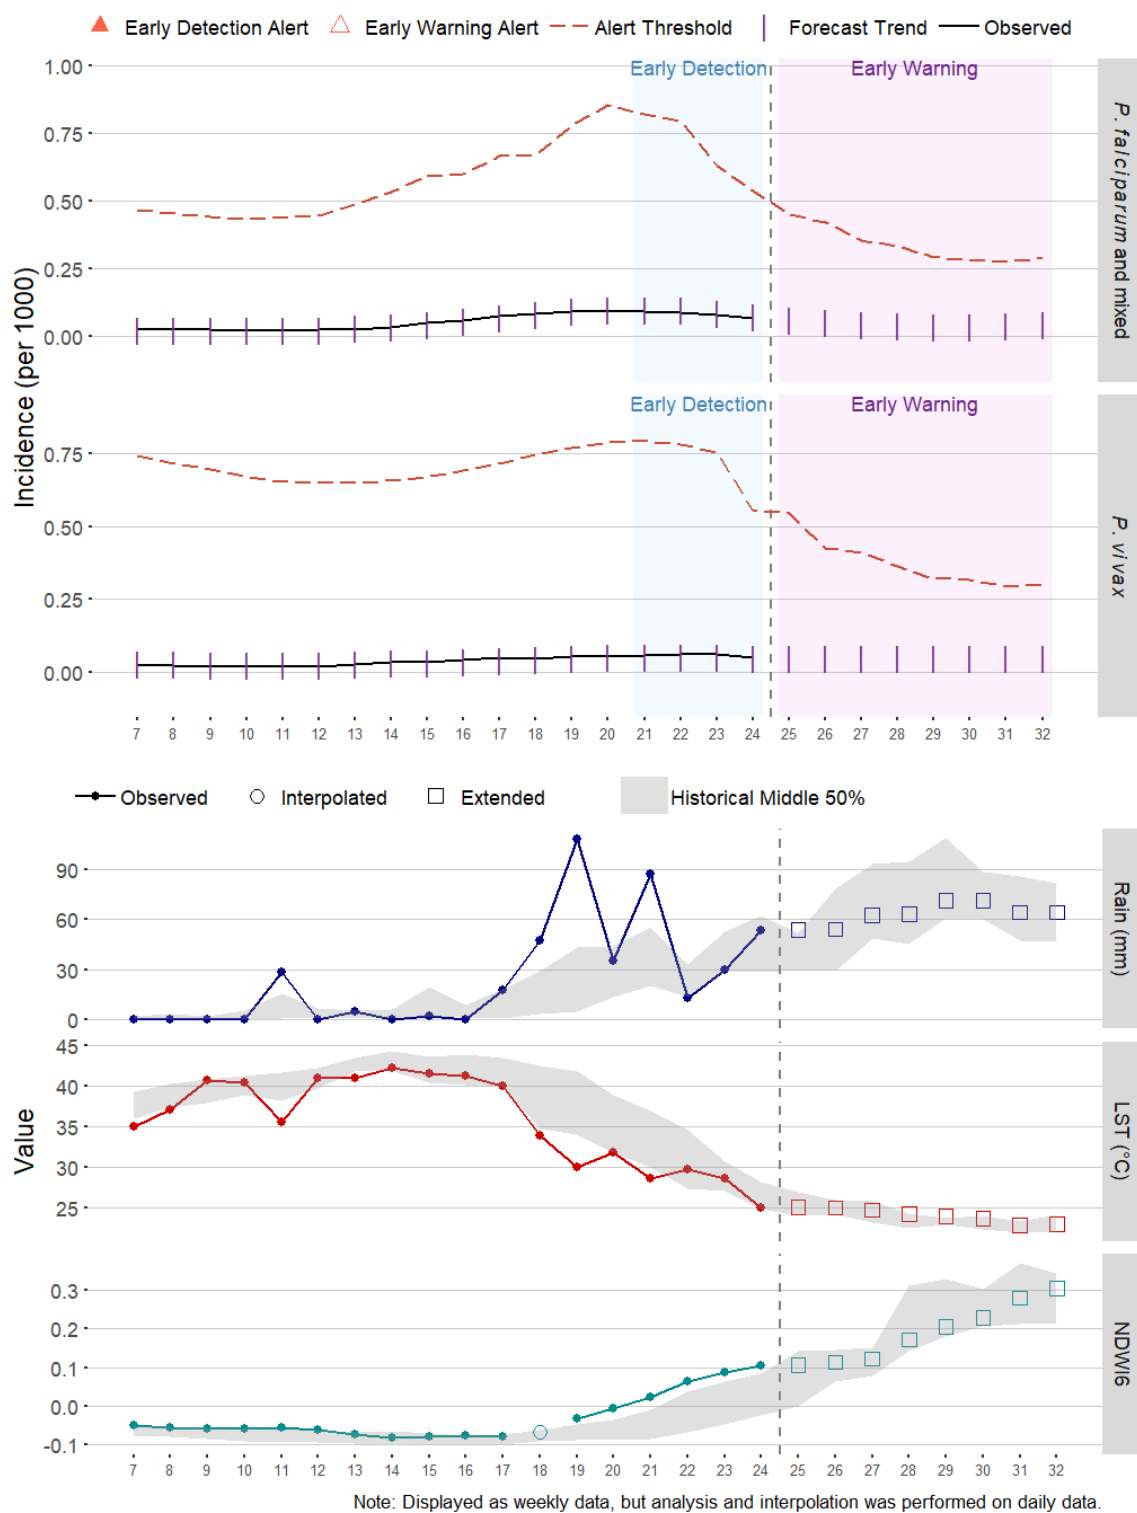 Early Detection Alert Early Warning Alert Alert Threshold Forecast Trend Observed
Incidence (per 1000)
1.00
0.75
0.50
0.25
0.00
Early Detection Early Warning
P. falciparum and mixed
0.75
0.50
0.25
0.00
Early Detection Early Warning
P. vivax
7 8 9 10 11 12 13 14 15 16 17 18 19 20 21 22 23 24 25 26 27 28 29 30 31 32
Observed Interpolated Extended Historical Middle 50%
Value
90
60
30
0
Rain (mm)
45
40
35
30
25
LST (°C)
0.3
0.2
0.1
0.0
-0.1
NDWI6
7 8 9 10 11 12 13 14 15 16 17 18 19 20 21 22 23 24 25 26 27 28 29 30 31 32
Note: Displayed as weekly data, but analysis and interpolation was performed on daily data.